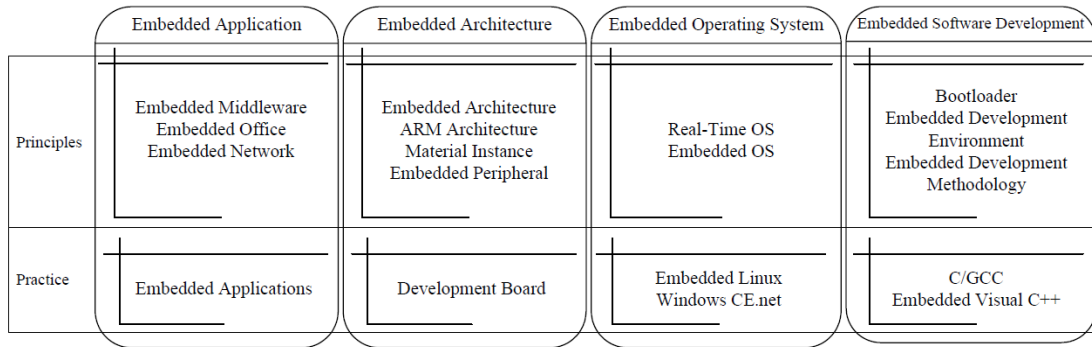 Embedded Application
Embedded Architecture
Embedded Operating System
Embedded Software Development
Principles
Embedded Middleware
Embedded Office
Embedded Network
Embedded Architecture
ARM Architecture
Material Instance
Embedded Peripheral
Real-Time OS
Embedded OS
Bootloader
Embedded Development
Environment
Embedded Development
Methodology
Practice
Embedded Applications
Development Board
Embedded Linux
Windows CE.net
C/GCC
Embedded Visual C++